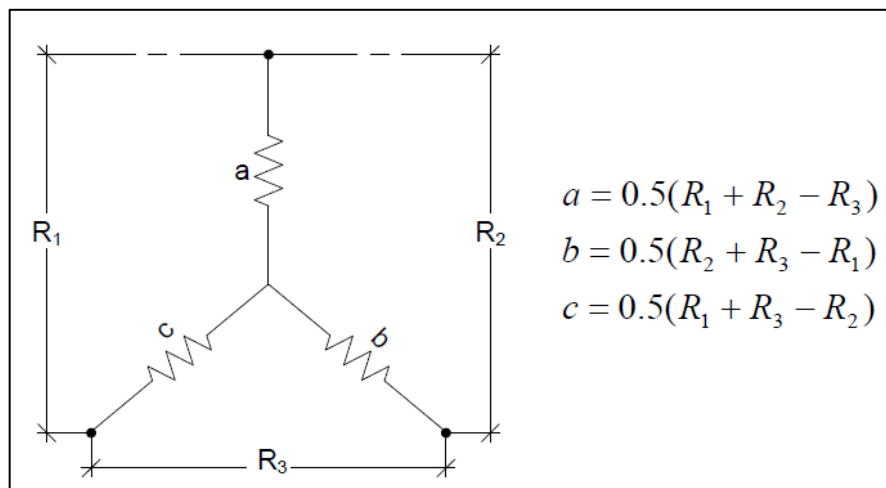 a
R₁
R₂
c
b
R₃
a = 0.5(R₁ + R₂ − R₃)
b = 0.5(R₂ + R₃ − R₁)
c = 0.5(R₁ + R₃ − R₂)